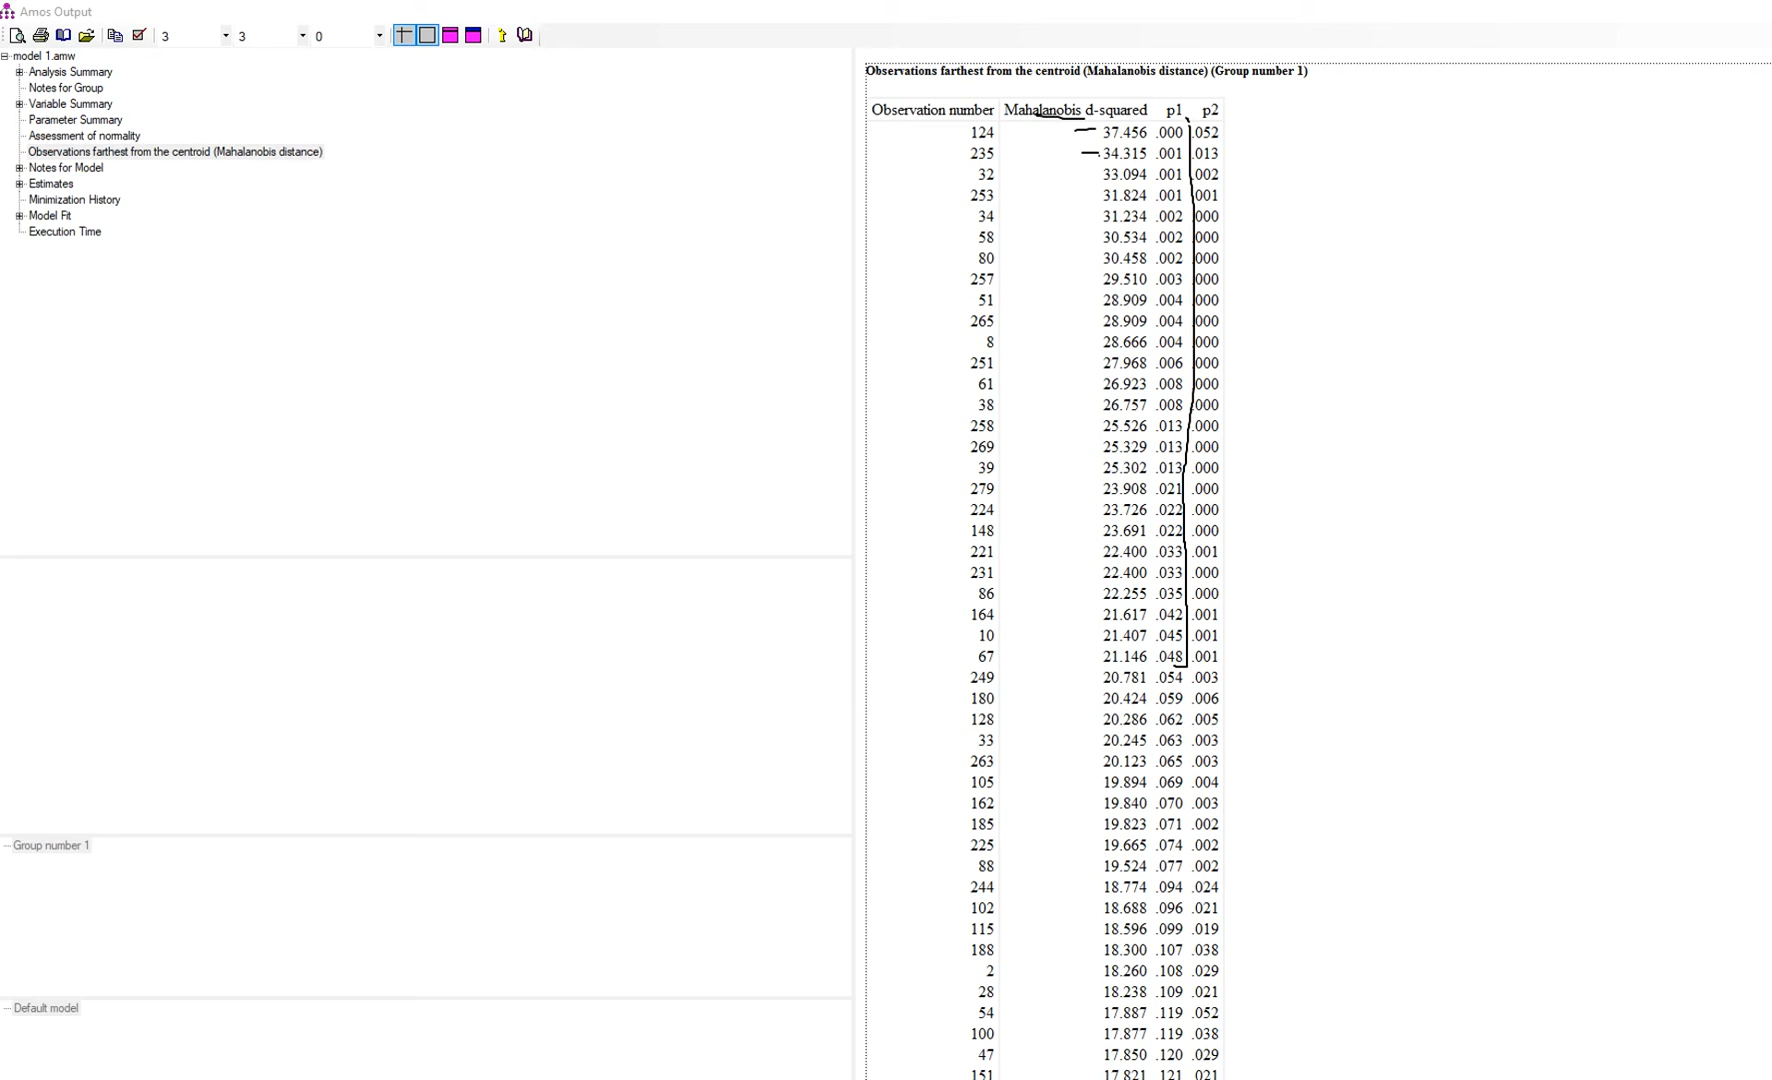 Amos Output
3 3 0
model 1.amw
Analysis Summary
Notes for Group
Variable Summary
Parameter Summary
Assessment of normality
Observations farthest from the centroid (Mahalanobis distance)
Notes for Model
Estimates
Minimization History
Model Fit
Execution Time
Group number 1
Default model
Observations farthest from the centroid (Mahalanobis distance) (Group number 1)
Observation number Mahalanobis d-squared p1 p2
124 37.456 .000 .052
235 34.315 .001 .013
32 33.094 .001 .002
253 31.824 .001 .001
34 31.234 .002 .000
58 30.534 .002 .000
80 30.458 .002 .000
257 29.510 .003 .000
51 28.909 .004 .000
265 28.909 .004 .000
8 28.666 .004 .000
251 27.968 .006 .000
61 26.923 .008 .000
38 26.757 .008 .000
258 25.526 .013 .000
269 25.329 .013 .000
39 25.302 .013 .000
279 23.908 .021 .000
224 23.726 .022 .000
148 23.691 .022 .000
221 22.400 .033 .001
231 22.400 .033 .000
86 22.255 .035 .000
164 21.617 .042 .001
10 21.407 .045 .001
67 21.146 .048 .001
249 20.781 .054 .003
180 20.424 .059 .006
128 20.286 .062 .005
33 20.245 .063 .003
263 20.123 .065 .003
105 19.894 .069 .004
162 19.840 .070 .003
185 19.823 .071 .002
225 19.665 .074 .002
88 19.524 .077 .002
244 18.774 .094 .024
102 18.688 .096 .021
115 18.596 .099 .019
188 18.300 .107 .038
2 18.260 .108 .029
28 18.238 .109 .021
54 17.887 .119 .052
100 17.877 .119 .038
47 17.850 .120 .029
151 17.821 .121 .021